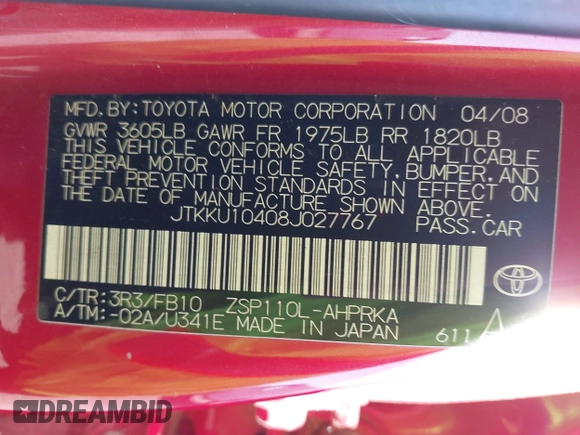 MFD.BY:TOYOTA MOTOR CORPORATION 04/08
GVWR 3605LB GAWR FR 1975LB RR 1820LB
THIS VEHICLE CONFORMS TO ALL APPLICABLE
FEDERAL MOTOR VEHICLE SAFETY,BUMPER,AND
THEFT PREVENTION STANDARDS IN EFFECT ON
THE DATE OF MANUFACTURE SHOWN ABOVE.
JTKKU10408J027767 PASS.CAR
C/TR:3R3/FB10 ZSP110L-AHPRKA
A/TM:-02A/U341E MADE IN JAPAN 611
DREAMBID